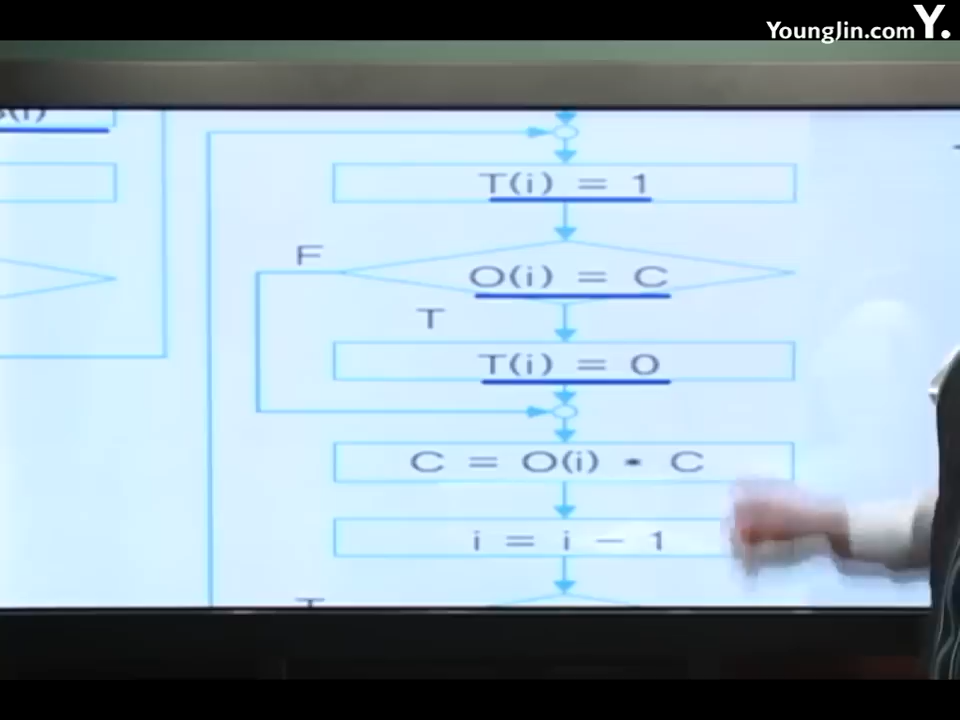 YoungJin.com Y.
T(i) = 1
F
O(i) = C
T
T(i) = 0
C = O(i) • C
i = i - 1